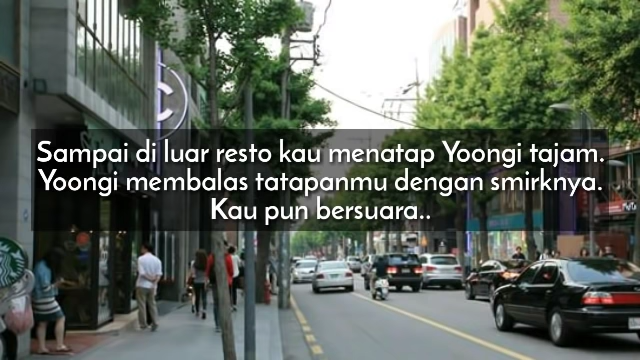 Sampai di luar resto kau menatap Yoongi tajam.
Yoongi membalas tatapanmu dengan smirknya.
Kau pun bersuara..